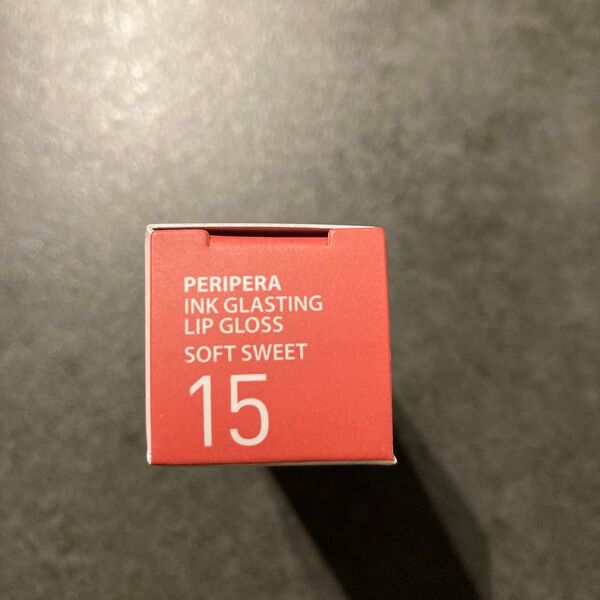 PERIPERA
INK GLASTING
LIP GLOSS
SOFT SWEET
15